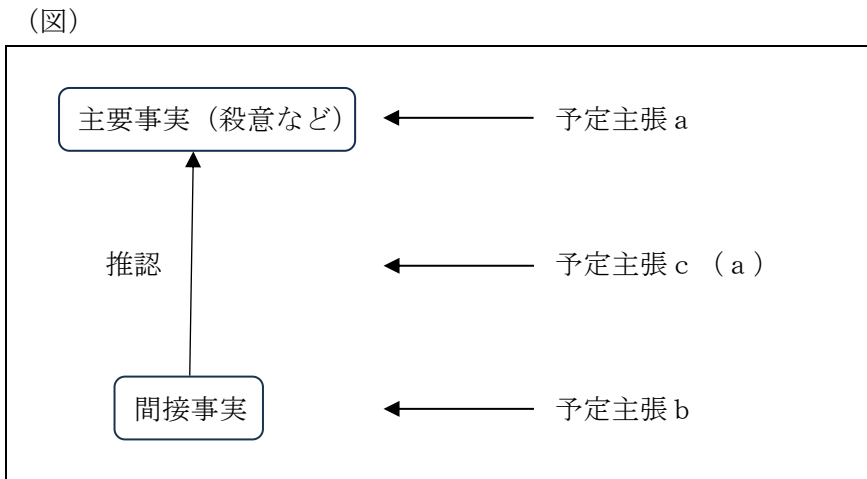 （図）
主要事実（殺意など）
予定主張ａ
推認
予定主張ｃ（ａ）
間接事実
予定主張ｂ